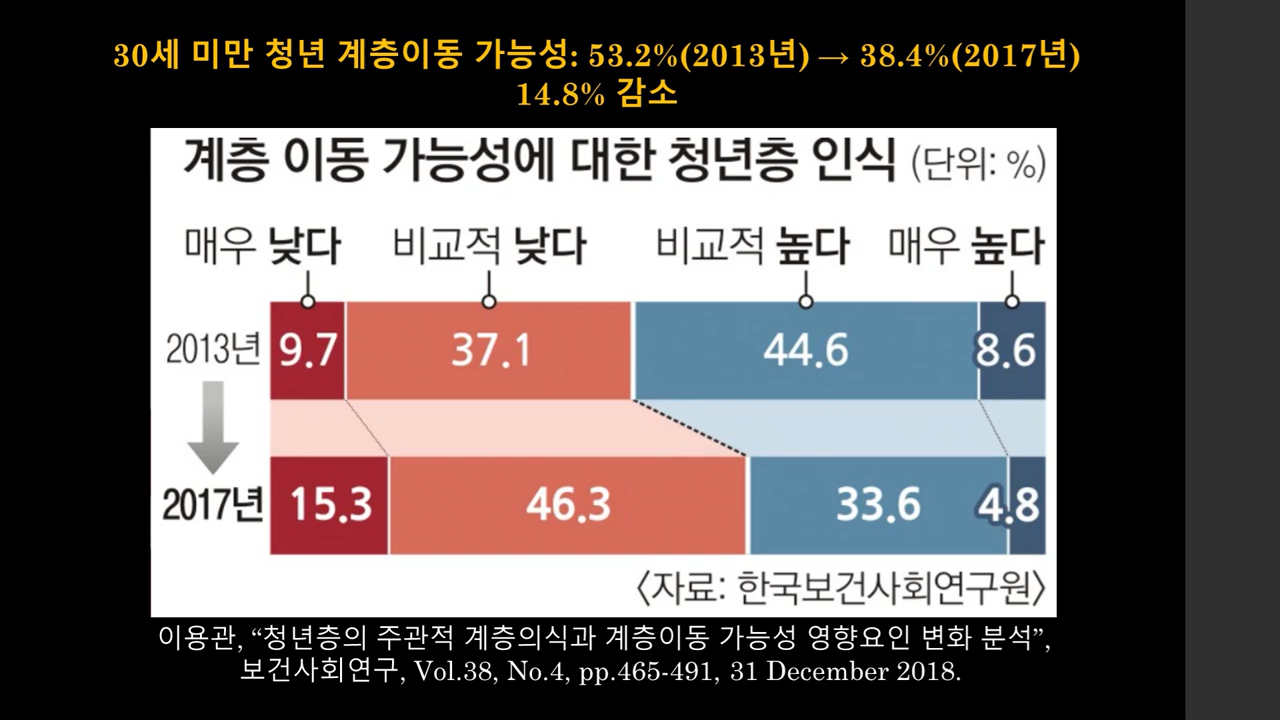 30세 미만 청년 계층이동 가능성: 53.2%(2013년) → 38.4%(2017년)
14.8% 감소
계층 이동 가능성에 대한 청년층 인식 (단위: %)
매우 낮다 비교적 낮다 비교적 높다 매우 높다
2013년 9.7 37.1 44.6 8.6
2017년 15.3 46.3 33.6 4.8
〈자료: 한국보건사회연구원〉
이용관, “청년층의 주관적 계층의식과 계층이동 가능성 영향요인 변화 분석”,
보건사회연구, Vol.38, No.4, pp.465-491, 31 December 2018.